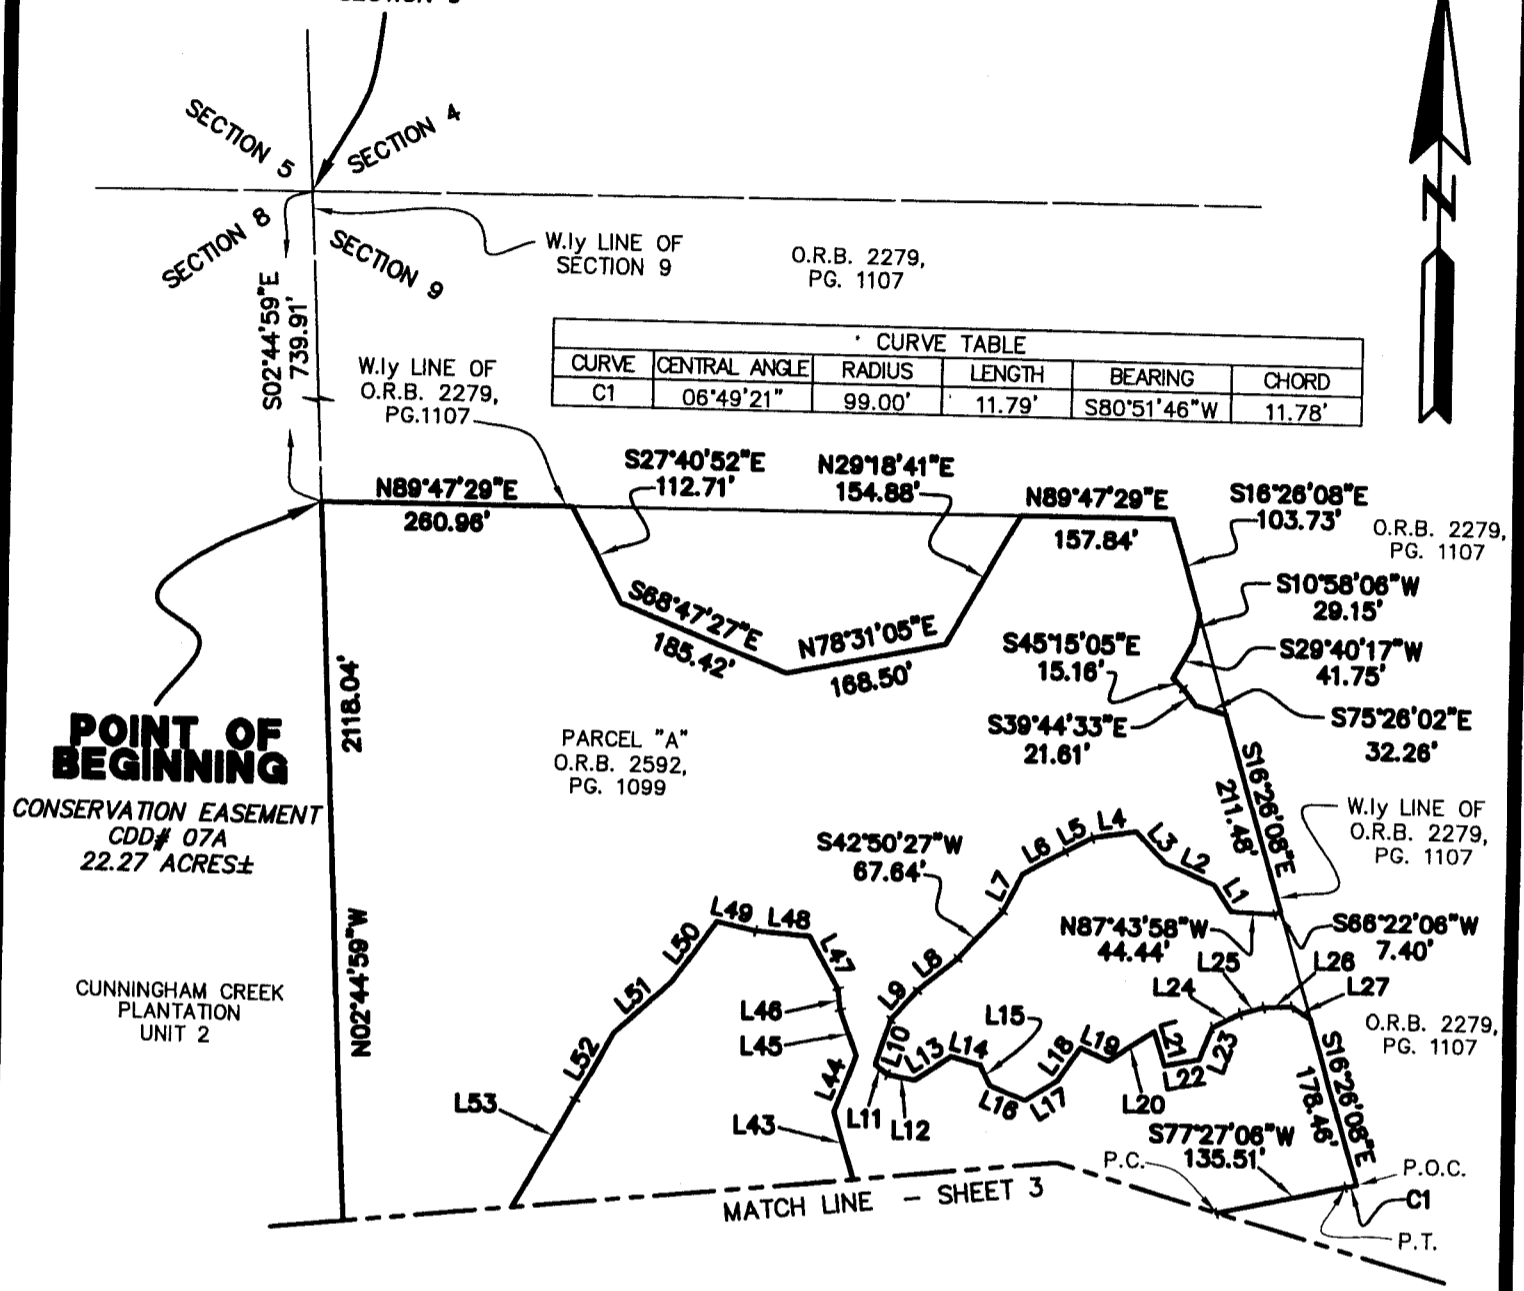 SECTION 5
SECTION 4
SECTION 8
SECTION 9
N
W.ly LINE OF
SECTION 9
O.R.B. 2279,
PG. 1107
S02°44'59"E
739.91'
W.ly LINE OF
O.R.B. 2279,
PG.1107
CURVE TABLE
CURVE CENTRAL ANGLE RADIUS LENGTH BEARING CHORD
C1 06°49'21" 99.00' 11.79' S80°51'46"W 11.78'
N89°47'29"E
260.96'
S27°40'52"E
112.71'
N29°18'41"E
154.88'
N89°47'29"E
157.84'
S16°26'08"E
103.73'
O.R.B. 2279,
PG. 1107
S10°58'06"W
29.15'
S68°47'27"E
185.42'
N78°31'05"E
168.50'
S45°15'05"E
15.16'
S29°40'17"W
41.75'
S39°44'33"E
21.61'
S75°26'02"E
32.26'
2118.04'
N02°44'59"W
POINT OF
BEGINNING
CONSERVATION EASEMENT
CDD# 07A
22.27 ACRES±
PARCEL "A"
O.R.B. 2592,
PG. 1099
S16°26'08"E
211.48'
W.ly LINE OF
O.R.B. 2279,
PG. 1107
S42°50'27"W
67.64'
L7
L6
L5
L4
L3
L2
L1
N87°43'58"W
44.44'
S66°22'06"W
7.40'
CUNNINGHAM CREEK
PLANTATION
UNIT 2
L53
L52
L51
L50
L49
L48
L47
L46
L45
L44
L43
L8
L9
L10
L11
L12
L13
L14
L15
L16
L17
L18
L19
L20
L21
L22
L23
L24
L25
L26
L27
O.R.B. 2279,
PG. 1107
S16°26'08"E
178.46'
S77°27'06"W
135.51'
P.C.
P.O.C.
C1
P.T.
MATCH LINE - SHEET 3